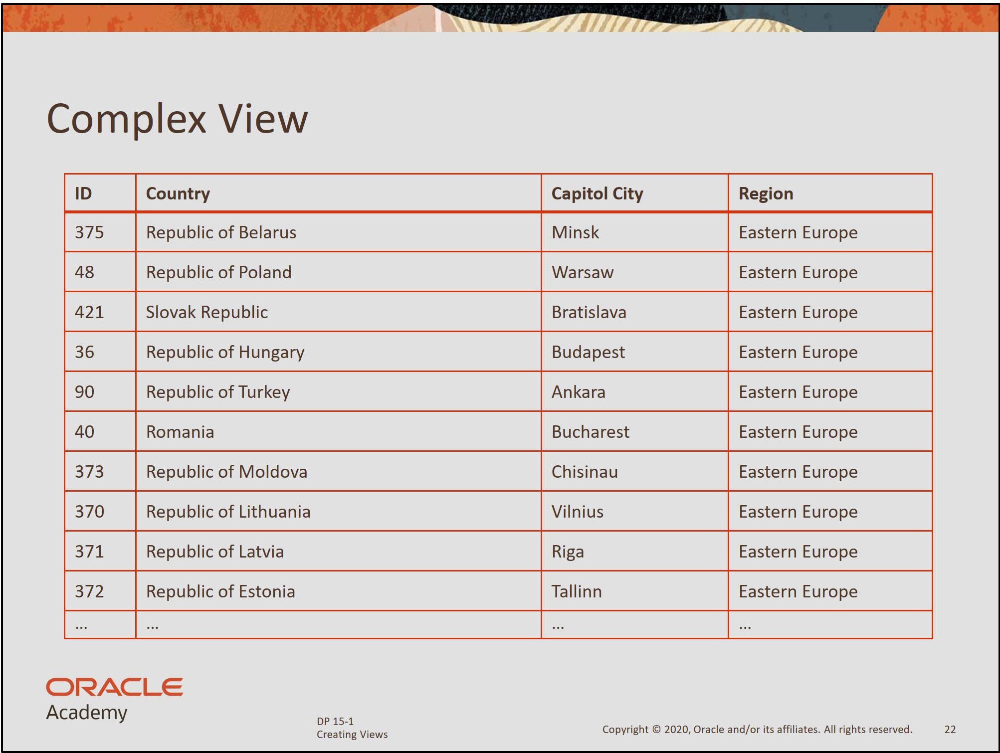 Complex View
ID Country Capitol City Region
375 Republic of Belarus Minsk Eastern Europe
48 Republic of Poland Warsaw Eastern Europe
421 Slovak Republic Bratislava Eastern Europe
36 Republic of Hungary Budapest Eastern Europe
90 Republic of Turkey Ankara Eastern Europe
40 Romania Bucharest Eastern Europe
373 Republic of Moldova Chisinau Eastern Europe
370 Republic of Lithuania Vilnius Eastern Europe
371 Republic of Latvia Riga Eastern Europe
372 Republic of Estonia Tallinn Eastern Europe
... ... ... ...
ORACLE
Academy
DP 15-1
Creating Views
Copyright © 2020, Oracle and/or its affiliates. All rights reserved. 22